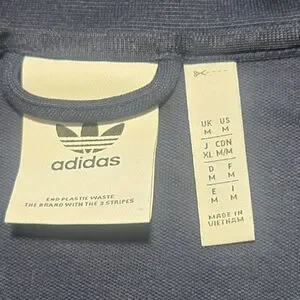 adidas
END PLASTIC WASTE
THE BRAND WITH THE 3 STRIPES
UK US
M M
J CDN
XL M/M
D F
M M
E I
M M
MADE IN
VIETNAM